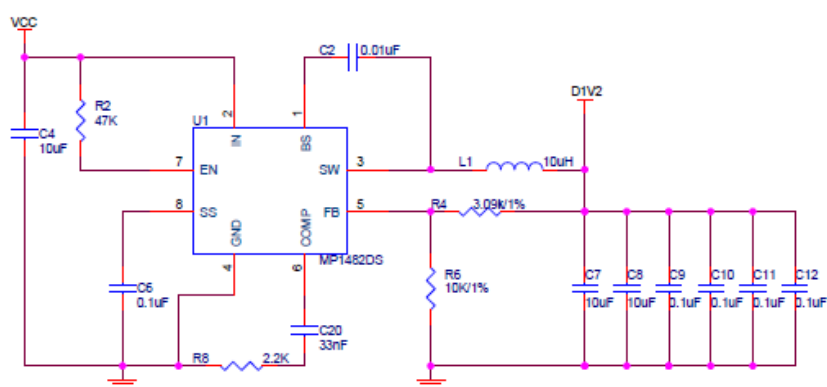 VCC
C2 0.01uF
D1V2
R2
47K
U1
2
1
C4
10uF
IN
BS
7 EN
SW 3
L1 10uH
8 SS
FB 5
R4 3.09k/1%
GND
COMP
MP1482DS
4
6
C6
0.1uF
R6
10K/1%
C7
10uF
C8
10uF
C9
0.1uF
C10
0.1uF
C11
0.1uF
C12
0.1uF
C20
33nF
R8 2.2K